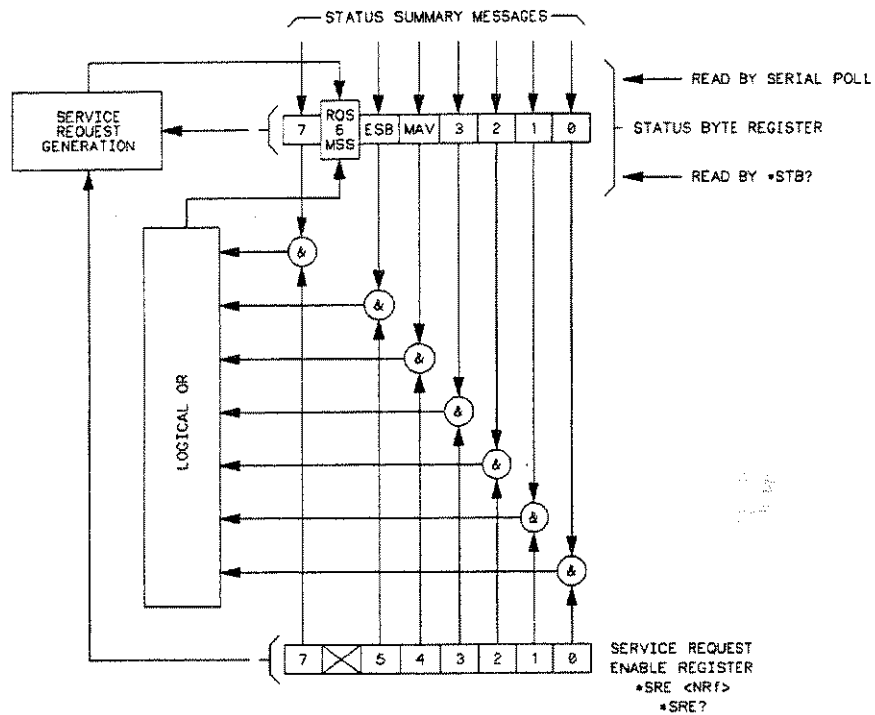 STATUS SUMMARY MESSAGES
READ BY SERIAL POLL
SERVICE
REQUEST
GENERATION
7
RQS
6
MSS
ESB
MAV
3
2
1
0
STATUS BYTE REGISTER
READ BY *STB?
&
&
&
&
&
&
&
LOGICAL OR
7
5
4
3
2
1
0
SERVICE REQUEST
ENABLE REGISTER
*SRE <NRf>
*SRE?